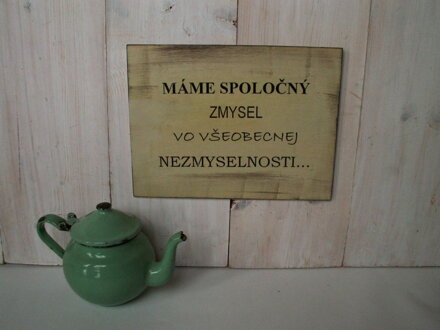 MÁME SPOLOČNÝ
ZMYSEL
VO VŠEOBECNEJ
NEZMYSELNOSTI...